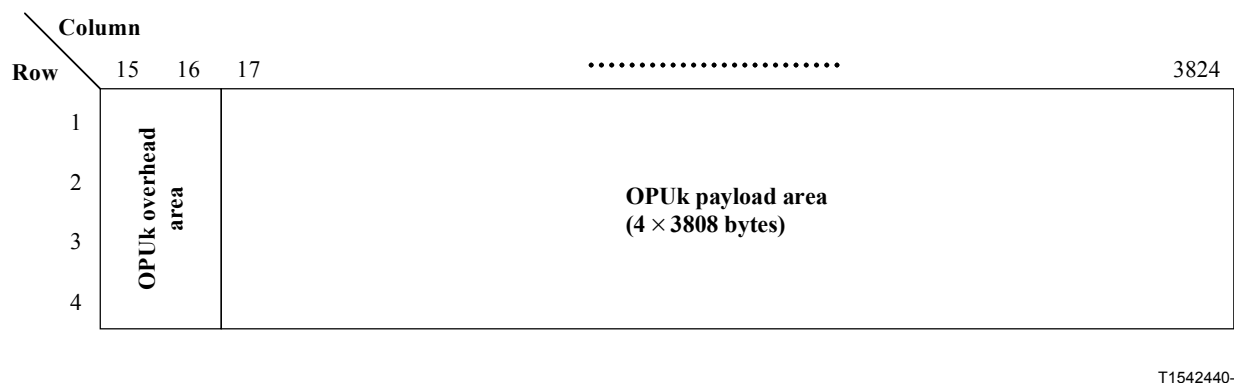 Column
Row
15 16 17 ........................ 3824
1
2
3
4
OPUk overhead
area
OPUk payload area
(4 × 3808 bytes)
T1542440-